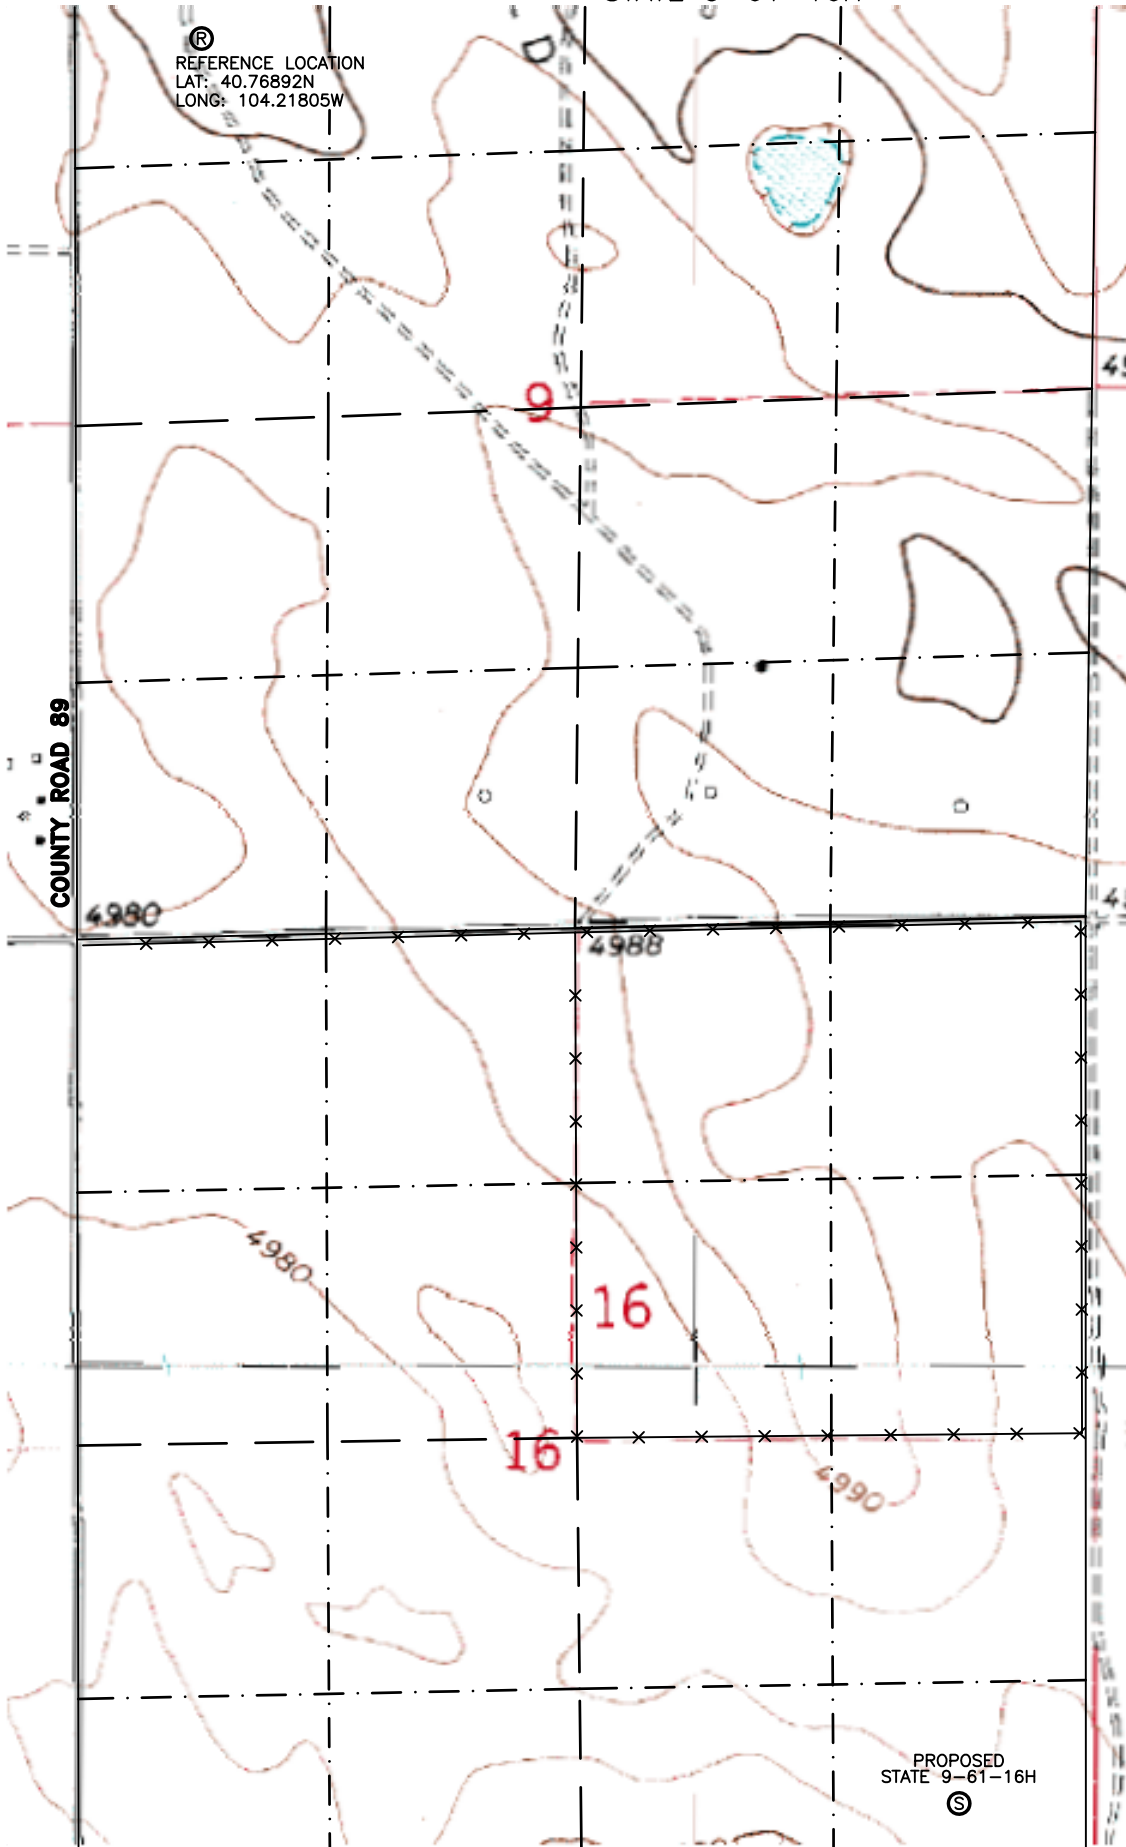 R
REFERENCE LOCATION
LAT: 40.76892N
LONG: 104.21805W
D
9
COUNTY ROAD 89
4980
4988
4980
16
16
4990
PROPOSED
STATE 9-61-16H
S